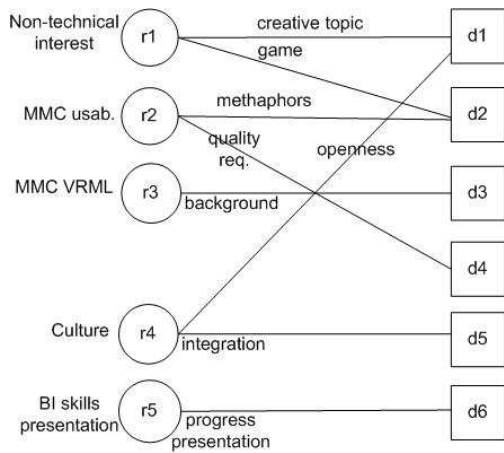 Non-technical
interest
r1
creative topic
game
d1
MMC usab.
r2
methaphors
quality
req.
openness
d2
MMC VRML
r3
background
d3
d4
Culture
r4
integration
d5
BI skills
presentation
r5
progress
presentation
d6